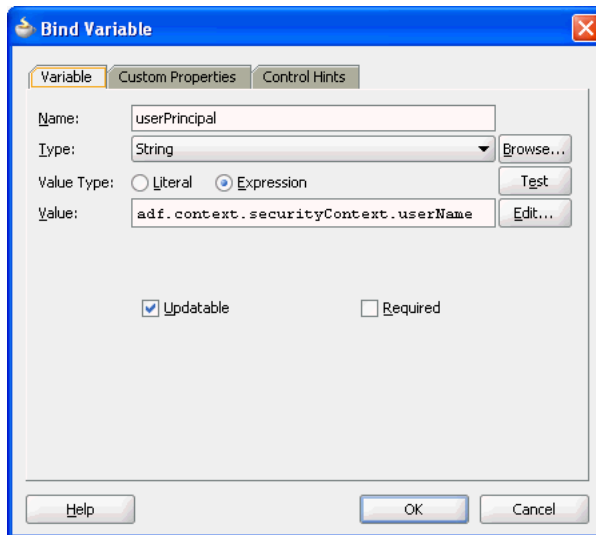 Bind Variable
Variable Custom Properties Control Hints
Name: userPrincipal
Type: String Browse...
Value Type: Literal Expression Test
Value: adf.context.securityContext.userName Edit...
Updatable Required
Help OK Cancel